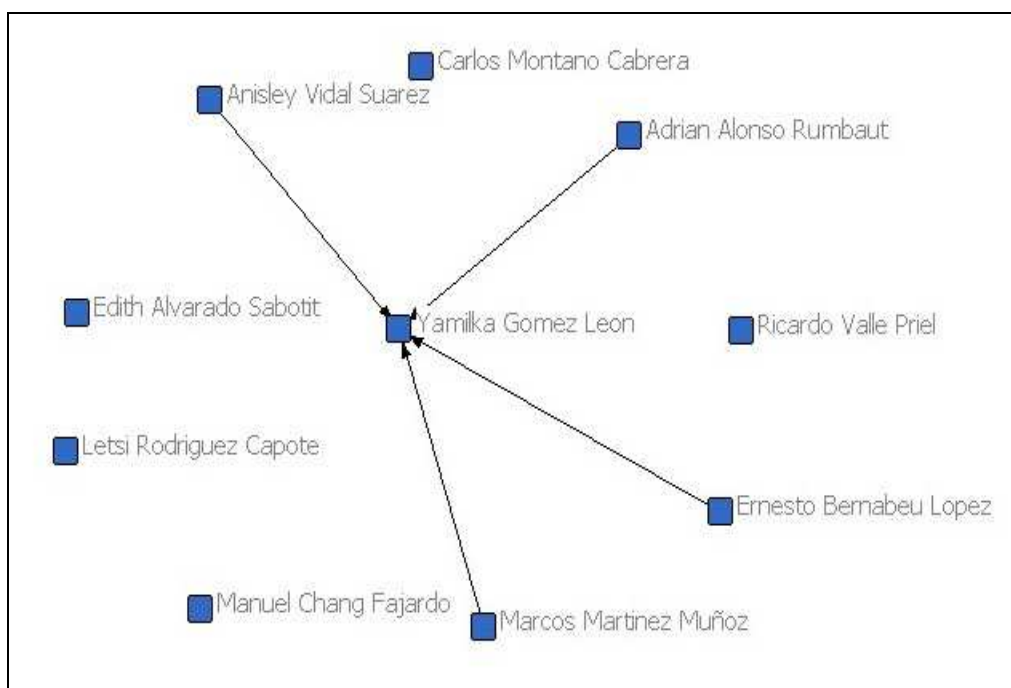 Carlos Montano Cabrera
Anisley Vidal Suarez
Adrian Alonso Rumbaut
Edith Alvarado Sabotit
Yamilka Gomez Leon
Ricardo Valle Priel
Letsi Rodriguez Capote
Ernesto Bernabeu Lopez
Manuel Chang Fajardo
Marcos Martinez Muñoz